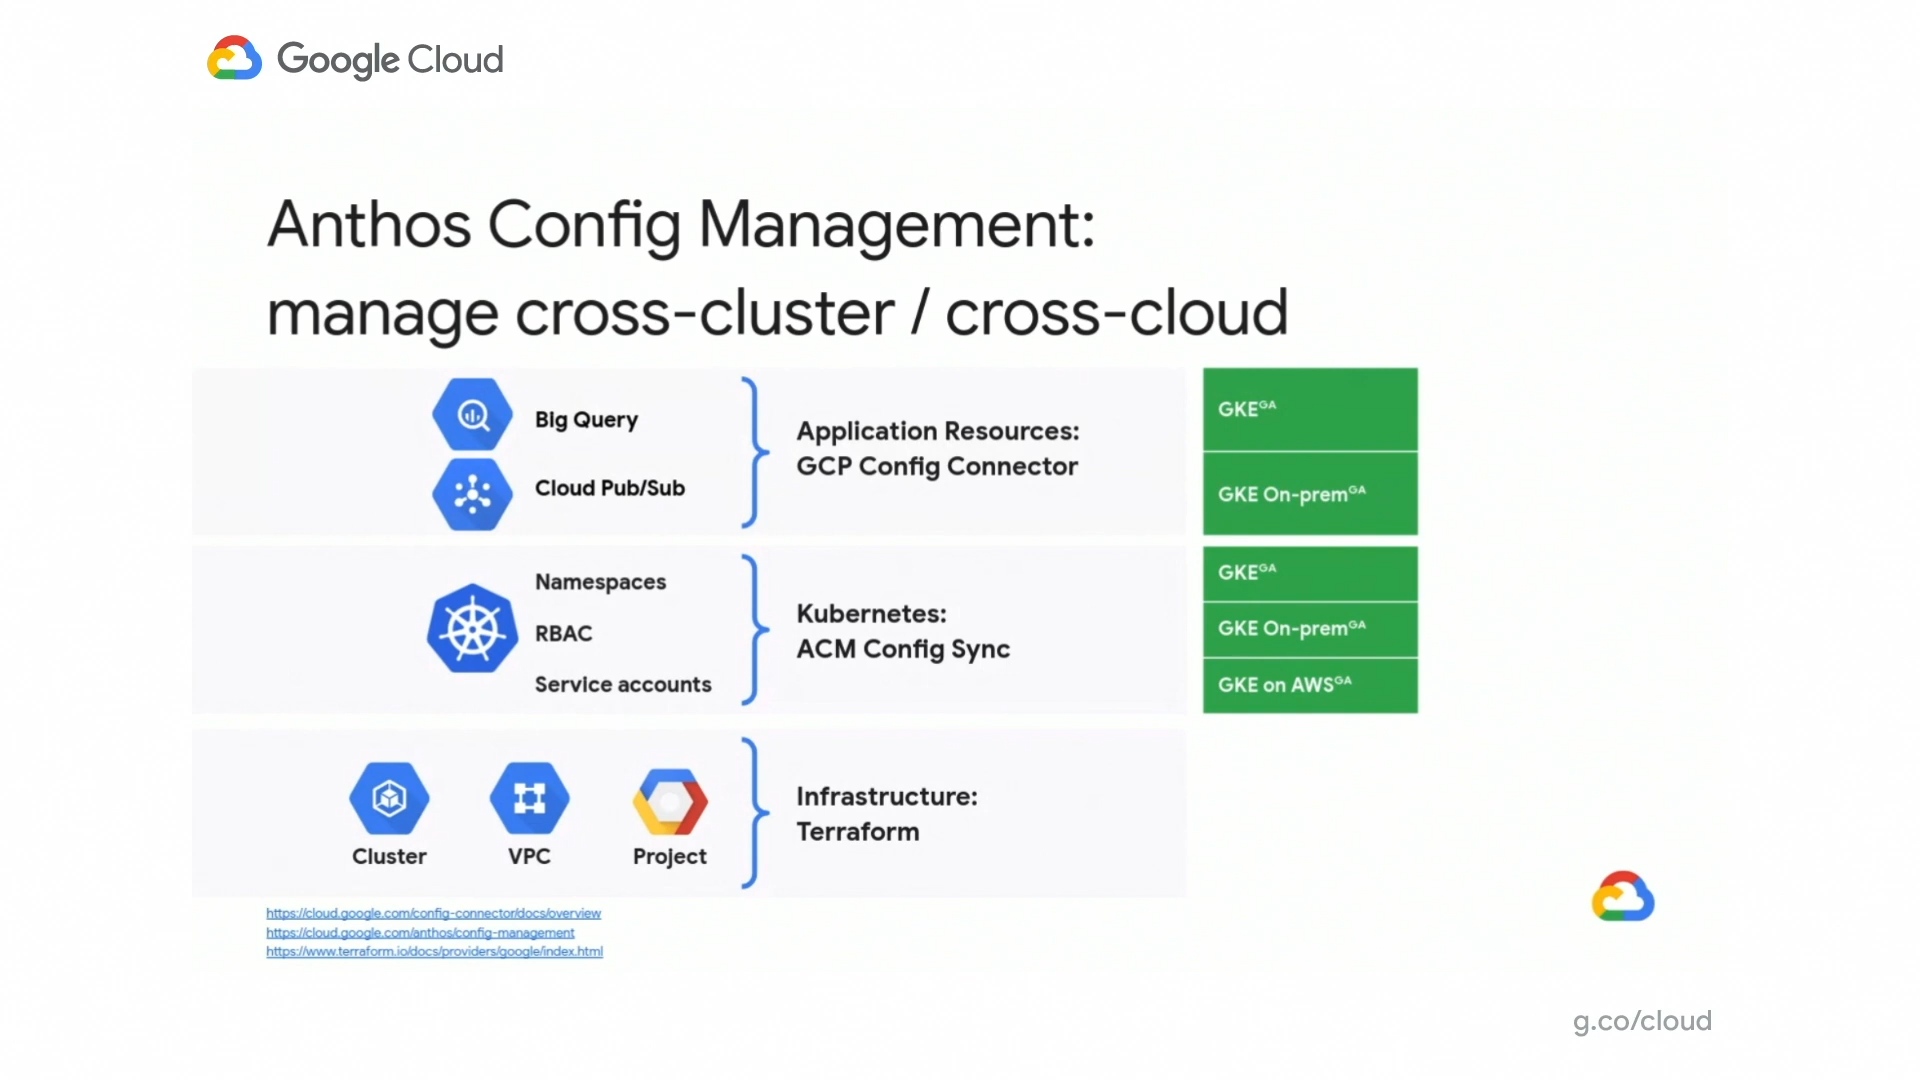 Google Cloud
Anthos Config Management:
manage cross-cluster / cross-cloud
Big Query
Cloud Pub/Sub
Application Resources:
GCP Config Connector
GKE GA
GKE On-prem GA
Namespaces
RBAC
Service accounts
Kubernetes:
ACM Config Sync
GKE GA
GKE On-prem GA
GKE on AWS GA
Cluster
VPC
Project
Infrastructure:
Terraform
https://cloud.google.com/config-connector/docs/overview
https://cloud.google.com/anthos/config-management
https://www.terraform.io/docs/providers/google/index.html
g.co/cloud